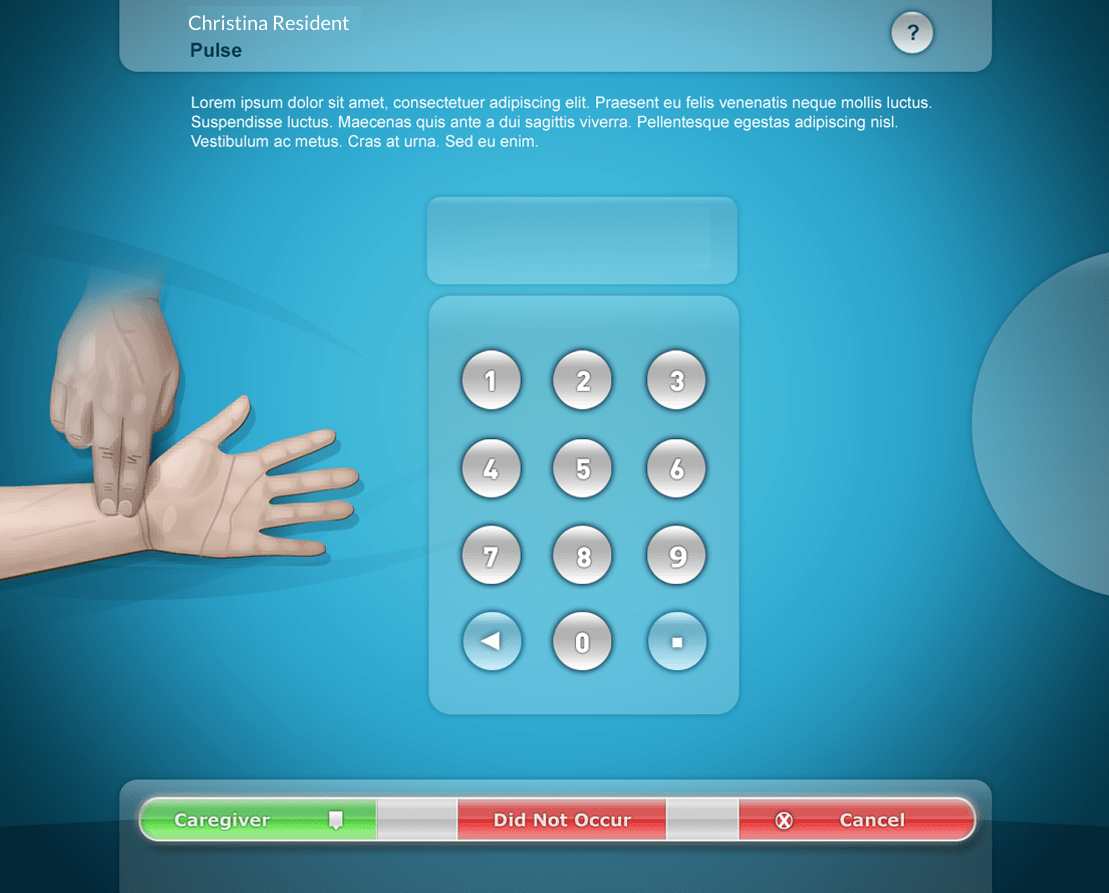 Christina Resident
?
Pulse
Lorem ipsum dolor sit amet, consectetuer adipiscing elit. Praesent eu felis venenatis neque mollis luctus.
Suspendisse luctus. Maecenas quis ante a dui sagittis viverra. Pellentesque egestas adipiscing nisl.
Vestibulum ac metus. Cras at urna. Sed eu enim.
1 2 3
4 5 6
7 8 9
0
Caregiver Did Not Occur X Cancel